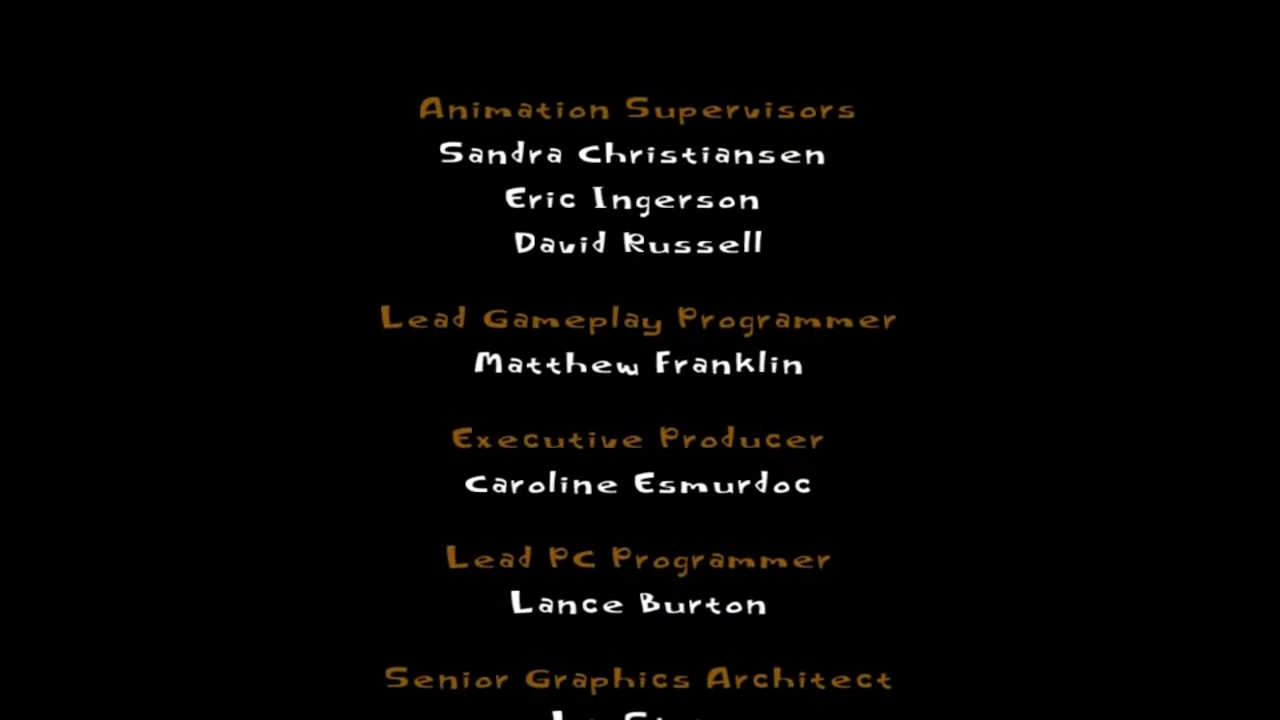 Animation Supervisors
Sandra Christiansen
Eric Ingerson
David Russell
Lead Gameplay Programmer
Matthew Franklin
Executive Producer
Caroline Esmurdoc
Lead PC Programmer
Lance Burton
Senior Graphics Architect